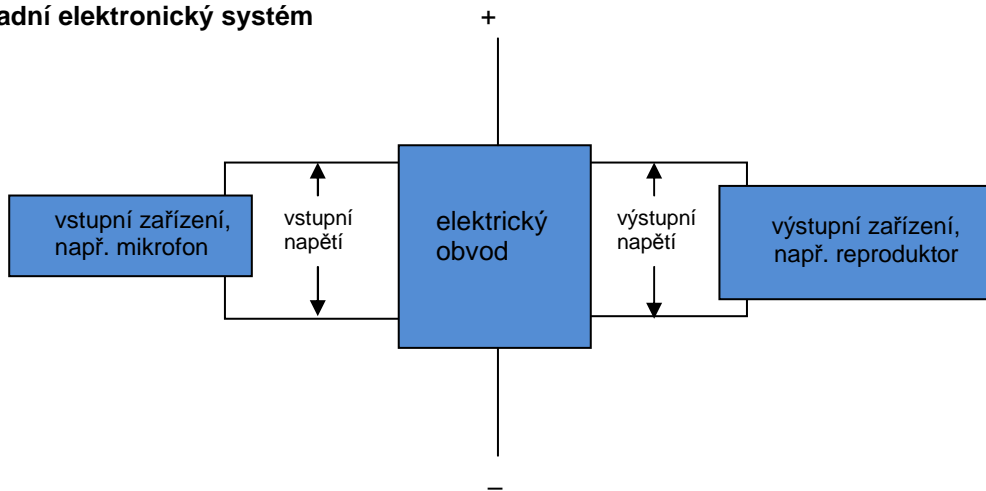 adní elektronický systém
+
vstupní zařízení,
např. mikrofon
vstupní
napětí
elektrický
obvod
výstupní
napětí
výstupní zařízení,
např. reproduktor
–